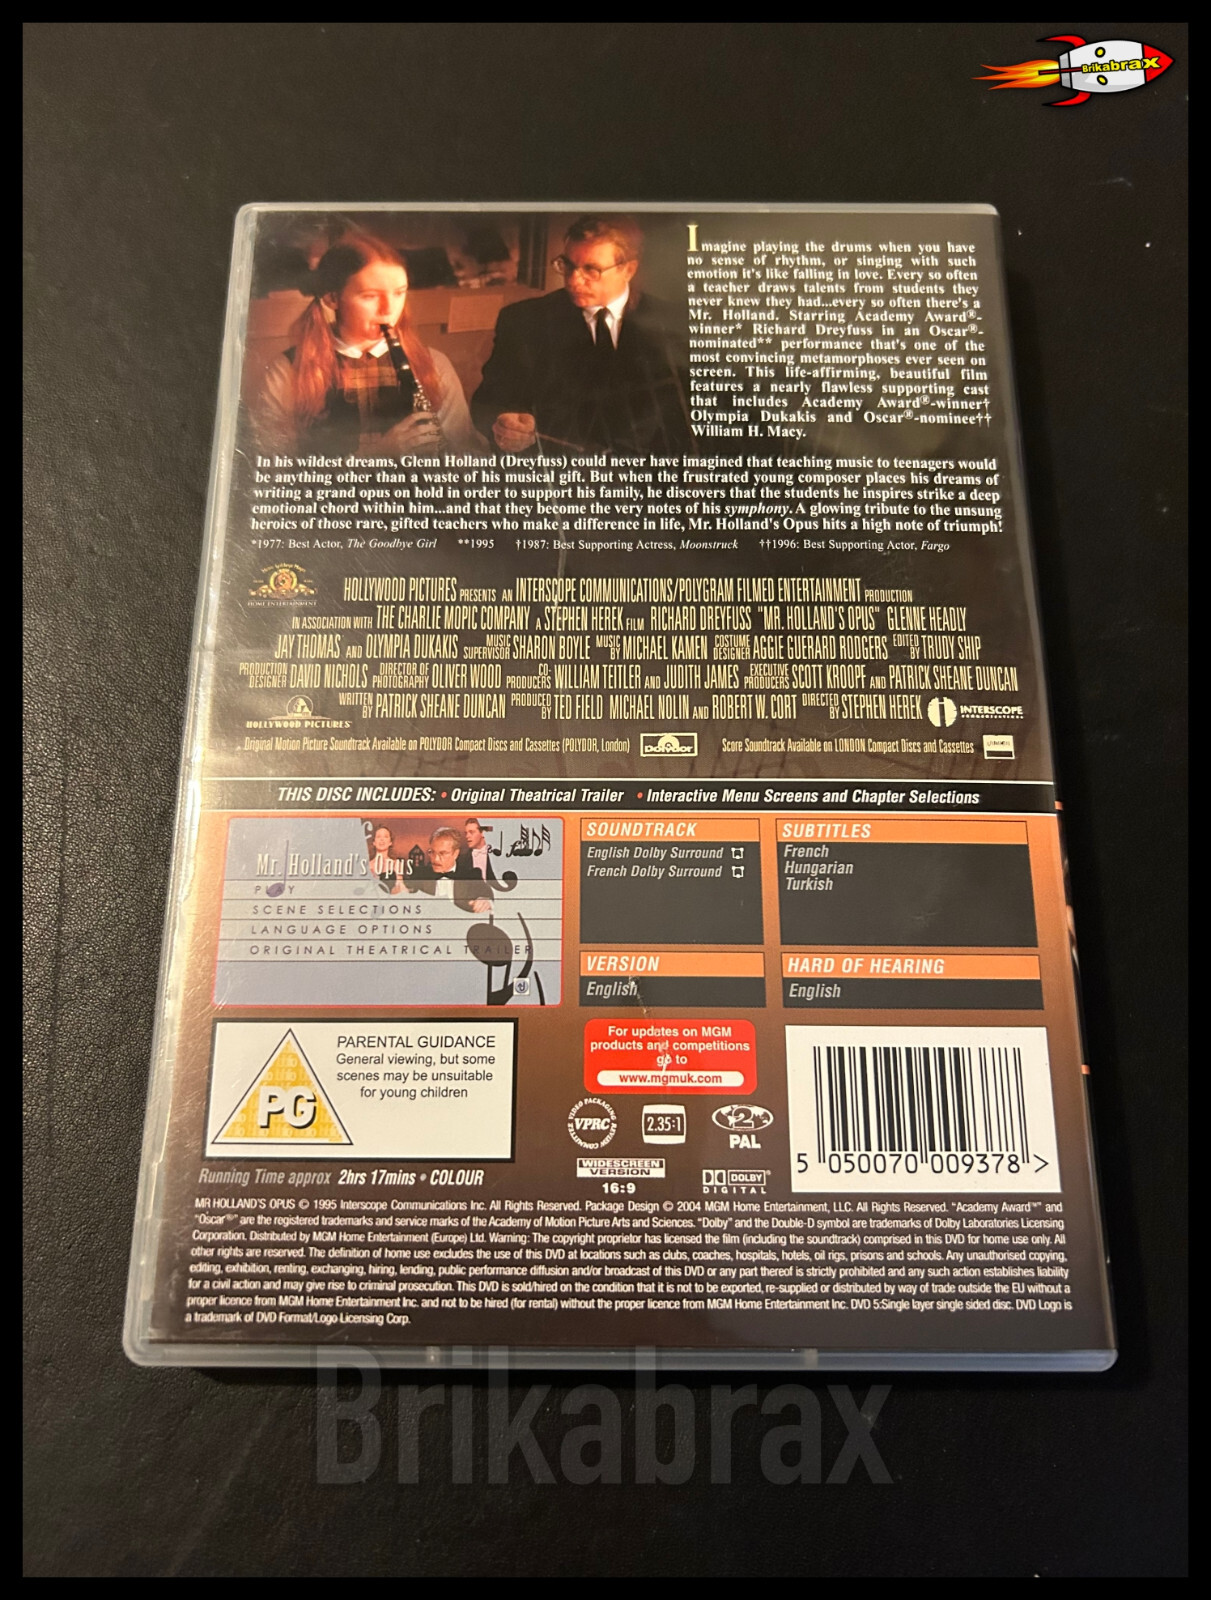 Brikabrax
Imagine playing the drums when you have
no sense of rhythm, or singing with such
emotion it's like falling in love. Every so often
a teacher draws talents from students they
never knew they had...every so often there's a
Mr. Holland. Starring Academy Award®-
winner* Richard Dreyfuss in an Oscar®-
nominated** performance that's one of the
most convincing metamorphoses ever seen on
screen. This life-affirming, beautiful film
features a nearly flawless supporting cast
that includes Academy Award®-winner†
Olympia Dukakis and Oscar®-nominee††
William H. Macy.
In his wildest dreams, Glenn Holland (Dreyfuss) could never have imagined that teaching music to teenagers would
be anything other than a waste of his musical gift. But when the frustrated young composer places his dreams of
writing a grand opus on hold in order to support his family, he discovers that the students he inspires strike a deep
emotional chord within him...and that they become the very notes of his symphony. A glowing tribute to the unsung
heroics of those rare, gifted teachers who make a difference in life, Mr. Holland's Opus hits a high note of triumph!
*1977: Best Actor, The Goodbye Girl **1995 †1987: Best Supporting Actress, Moonstruck ††1996: Best Supporting Actor, Fargo
HOME ENTERTAINMENT
HOLLYWOOD PICTURES PRESENTS AN INTERSCOPE COMMUNICATIONS/POLYGRAM FILMED ENTERTAINMENT PRODUCTION
IN ASSOCIATION WITH THE CHARLIE MOPIC COMPANY A STEPHEN HEREK FILM RICHARD DREYFUSS "MR. HOLLAND'S OPUS" GLENNE HEADLY
JAY THOMAS AND OLYMPIA DUKAKIS MUSIC SUPERVISOR SHARON BOYLE MUSIC BY MICHAEL KAMEN COSTUME DESIGNER AGGIE GUERARD RODGERS EDITED BY TRUDY SHIP
PRODUCTION DESIGNER DAVID NICHOLS DIRECTOR OF PHOTOGRAPHY OLIVER WOOD CO-PRODUCERS WILLIAM TEITLER AND JUDITH JAMES EXECUTIVE PRODUCERS SCOTT KROOPF AND PATRICK SHEANE DUNCAN
WRITTEN BY PATRICK SHEANE DUNCAN PRODUCED BY TED FIELD MICHAEL NOLIN AND ROBERT W. CORT DIRECTED BY STEPHEN HEREK
HOLLYWOOD PICTURES
INTERSCOPE
COMMUNICATIONS
Original Motion Picture Soundtrack Available on POLYDOR Compact Discs and Cassettes (POLYDOR, London) Polydor Score Soundtrack Available on LONDON Compact Discs and Cassettes
THIS DISC INCLUDES: • Original Theatrical Trailer • Interactive Menu Screens and Chapter Selections
Mr. Holland's Opus
PLAY
SCENE SELECTIONS
LANGUAGE OPTIONS
ORIGINAL THEATRICAL TRAILER
SOUNDTRACK
English Dolby Surround
French Dolby Surround
SUBTITLES
French
Hungarian
Turkish
VERSION
English
HARD OF HEARING
English
PG
PARENTAL GUIDANCE
General viewing, but some
scenes may be unsuitable
for young children
For updates on MGM
products and competitions
go to
www.mgmuk.com
VIDEO PACKAGING REVIEW COMMITTEE
VPRC
2.35:1
2
PAL
WIDESCREEN
VERSION
16:9
DOLBY
DIGITAL
5 050070 009378 >
Running Time approx 2hrs 17mins • COLOUR
MR HOLLAND'S OPUS © 1995 Interscope Communications Inc. All Rights Reserved. Package Design © 2004 MGM Home Entertainment, LLC. All Rights Reserved. "Academy Award™" and
"Oscar®" are the registered trademarks and service marks of the Academy of Motion Picture Arts and Sciences. "Dolby" and the Double-D symbol are trademarks of Dolby Laboratories Licensing
Corporation. Distributed by MGM Home Entertainment (Europe) Ltd. Warning: The copyright proprietor has licensed the film (including the soundtrack) comprised in this DVD for home use only. All
other rights are reserved. The definition of home use excludes the use of this DVD at locations such as clubs, coaches, hospitals, hotels, oil rigs, prisons and schools. Any unauthorised copying,
editing, exhibition, renting, exchanging, hiring, lending, public performance diffusion and/or broadcast of this DVD or any part thereof is strictly prohibited and any such action establishes liability
for a civil action and may give rise to criminal prosecution. This DVD is sold/hired on the condition that it is not to be exported, re-supplied or distributed by way of trade outside the EU without a
proper licence from MGM Home Entertainment Inc. and not to be hired (for rental) without the proper licence from MGM Home Entertainment Inc. DVD 5:Single layer single sided disc. DVD Logo is
a trademark of DVD Format/Logo Licensing Corp.
Brikabrax